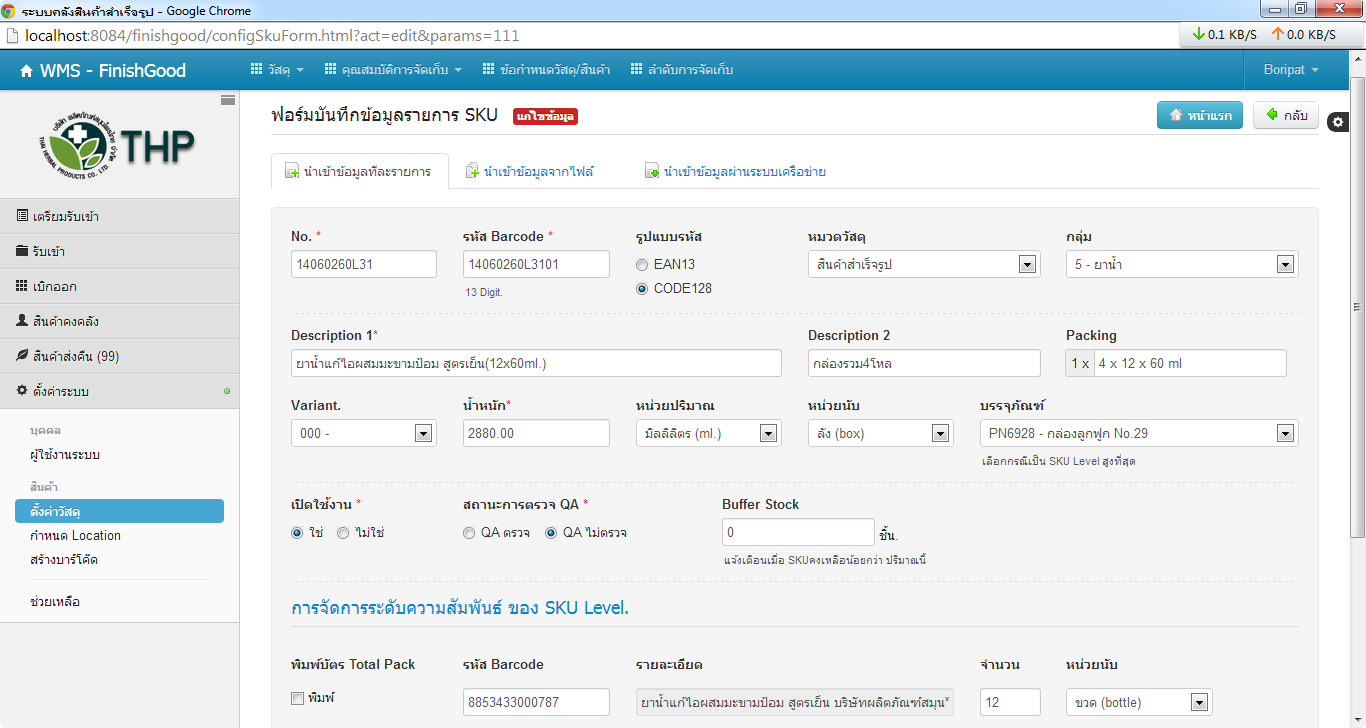 ระบบคลังสินค้าสำเร็จรูป - Google Chrome
localhost:8084/finishgood/configSkuForm.html?act=edit&params=111
0.1 KB/S 0.0 KB/S
WMS - FinishGood วัสดุ คุณสมบัติการจัดเก็บ ข้อกำหนดวัสดุ/สินค้า ลำดับการจัดเก็บ Boripat
บริษัท ผลิตภัณฑ์สมุนไพรไทย จำกัด
THAI HERBAL PRODUCTS CO., LTD.
THP
ฟอร์มบันทึกข้อมูลรายการ SKU แก้ไขข้อมูล หน้าแรก กลับ
นำเข้าข้อมูลทีละรายการ นำเข้าข้อมูลจากไฟล์ นำเข้าข้อมูลผ่านระบบเครือข่าย
เตรียมรับเข้า
รับเข้า
เบิกออก
สินค้าคงคลัง
สินค้าส่งคืน (99)
ตั้งค่าระบบ
บุคคล
ผู้ใช้งานระบบ
สินค้า
ตั้งค่าวัสดุ
กำหนด Location
สร้างบาร์โค๊ด
ช่วยเหลือ
No. * รหัส Barcode * รูปแบบรหัส หมวดวัสดุ กลุ่ม
14060260L31 14060260L3101 EAN13 สินค้าสำเร็จรูป 5 - ยาน้ำ
13 Digit. CODE128
Description 1* Description 2 Packing
ยาน้ำแก้ไอผสมมะขามป้อม สูตรเย็น(12x60ml.) กล่องรวม4โหล 1 x 4 x 12 x 60 ml
Variant. น้ำหนัก* หน่วยปริมาณ หน่วยนับ บรรจุภัณฑ์
000 - 2880.00 มิลลิลิตร (ml.) ลัง (box) PN6928 - กล่องลูกฟูก No.29
เลือกกรณีเป็น SKU Level สูงที่สุด
เปิดใช้งาน * สถานะการตรวจ QA * Buffer Stock
ใช่ ไม่ใช่ QA ตรวจ QA ไม่ตรวจ 0 ชิ้น.
แจ้งเตือนเมื่อ SKUคงเหลือน้อยกว่า ปริมาณนี้
การจัดการระดับความสัมพันธ์ ของ SKU Level.
พิมพ์บัตร Total Pack รหัส Barcode รายละเอียด จำนวน หน่วยนับ
พิมพ์ 8853433000787 ยาน้ำแก้ไอผสมมะขามป้อม สูตรเย็น บริษัทผลิตภัณฑ์สมุน 12 ขวด (bottle)